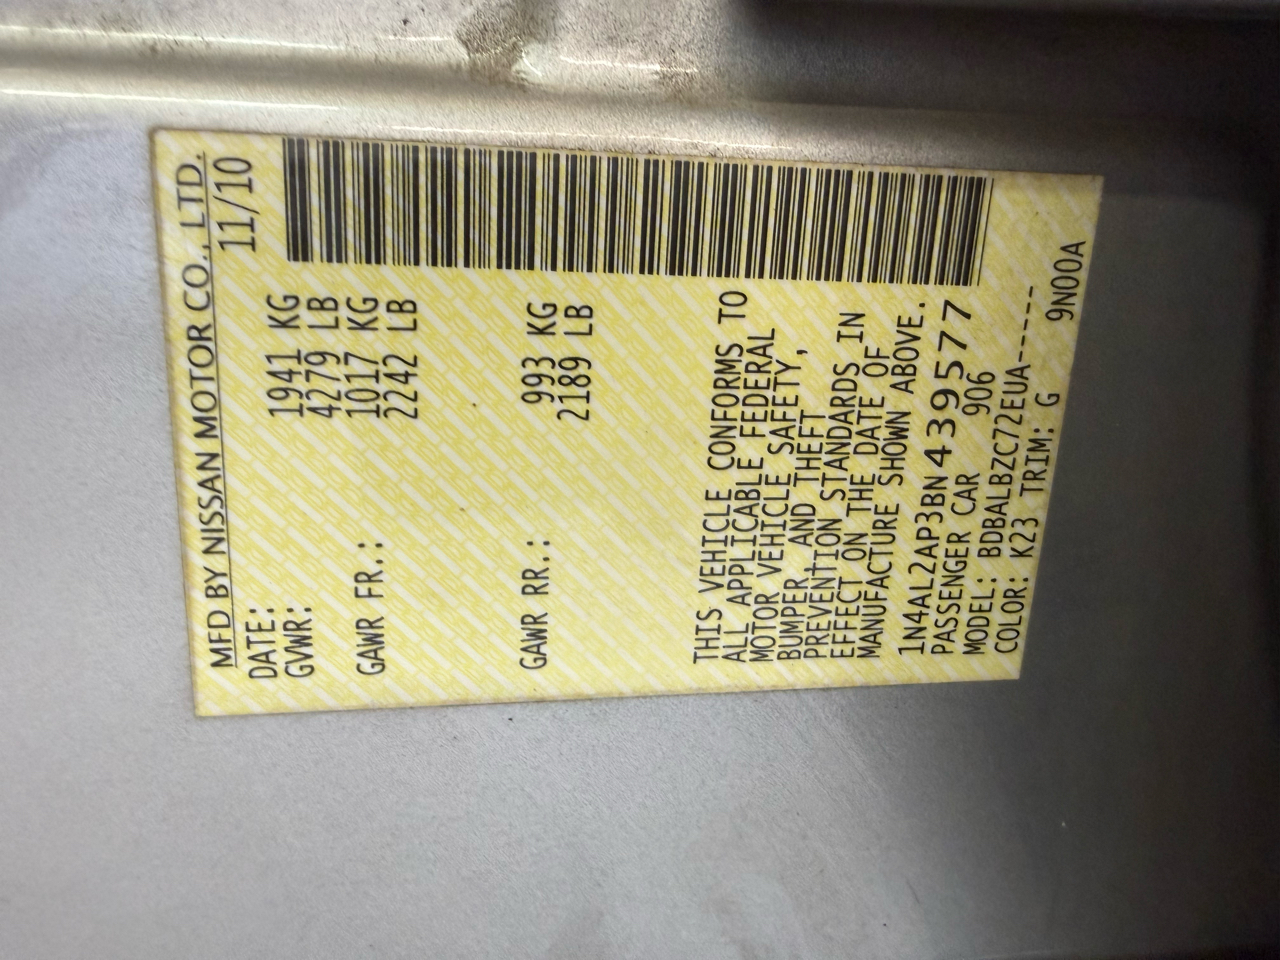 MFD BY NISSAN MOTOR CO., LTD.
DATE: 11/10
GVWR: 1941 KG
4279 LB
GAWR FR.: 1017 KG
2242 LB
GAWR RR.: 993 KG
2189 LB
THIS VEHICLE CONFORMS TO
ALL APPLICABLE FEDERAL
MOTOR VEHICLE SAFETY,
BUMPER, AND THEFT
PREVENTION STANDARDS IN
EFFECT ON THE DATE OF
MANUFACTURE SHOWN ABOVE.
1N4AL2AP3BN439577
PASSENGER CAR 906
MODEL: BDBALBZC72EUA-----
COLOR: K23 TRIM: G 9N00A